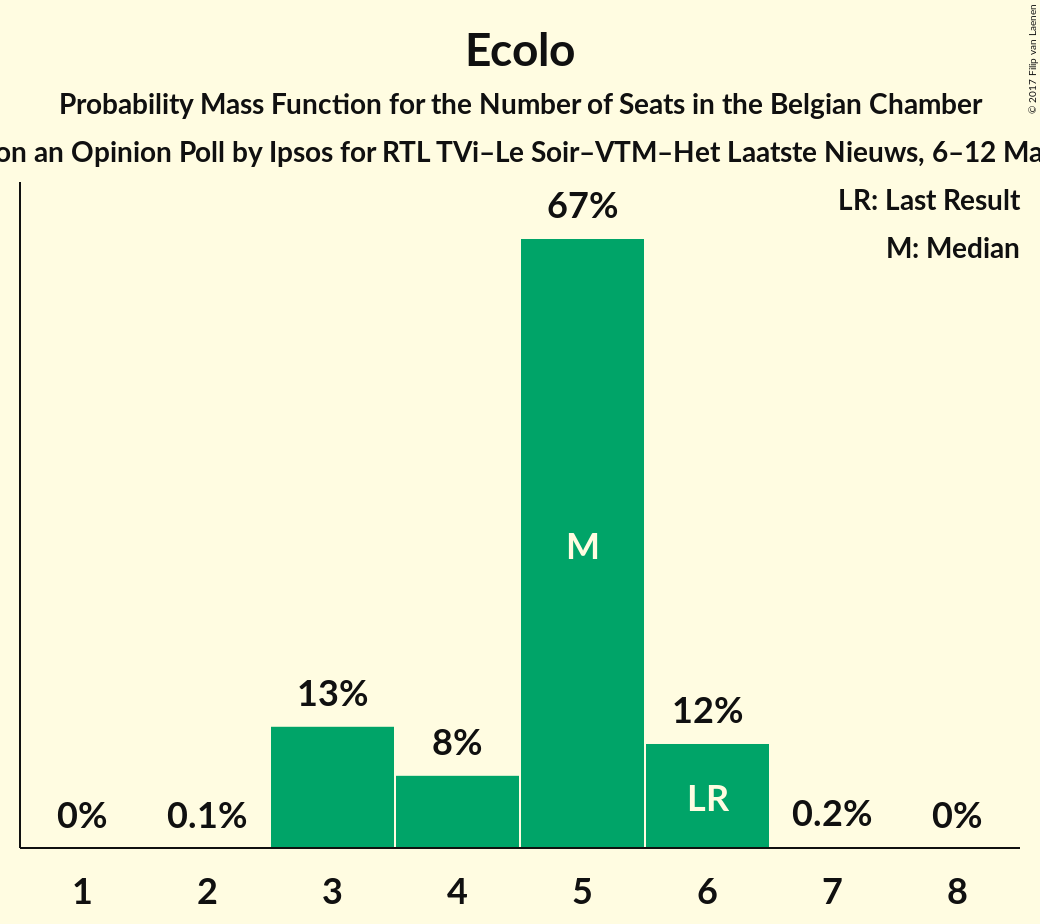 Ecolo
Probability Mass Function for the Number of Seats in the Belgian Chamber
on an Opinion Poll by Ipsos for RTL TVi–Le Soir–VTM–Het Laatste Nieuws, 6–12 Ma
© 2017 Filip van Laenen
LR: Last Result
M: Median
67%
M
13%
8%
12%
LR
0%
0.1%
0.2%
0%
1 2 3 4 5 6 7 8